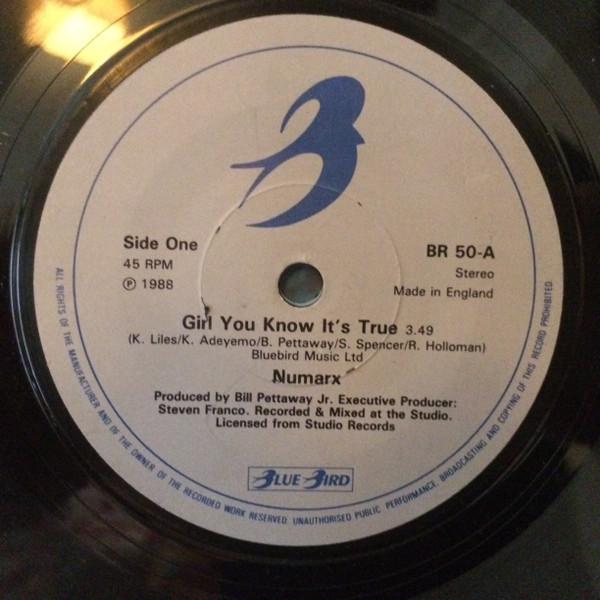 Side One
45 RPM
Ⓟ 1988
BR 50-A
Stereo
Made in England
Girl You Know It's True 3.49
(K. Liles/K. Adeyemo/B. Pettaway/S. Spencer/R. Holloman)
Bluebird Music Ltd
Numarx
Produced by Bill Pettaway Jr. Executive Producer:
Steven Franco. Recorded & Mixed at the Studio.
Licensed from Studio Records
BLUE BIRD
ALL RIGHTS OF THE MANUFACTURER AND OF THE OWNER OF THE RECORDED WORK RESERVED. UNAUTHORISED PUBLIC PERFORMANCE, BROADCASTING AND COPYING OF THIS RECORD PROHIBITED.